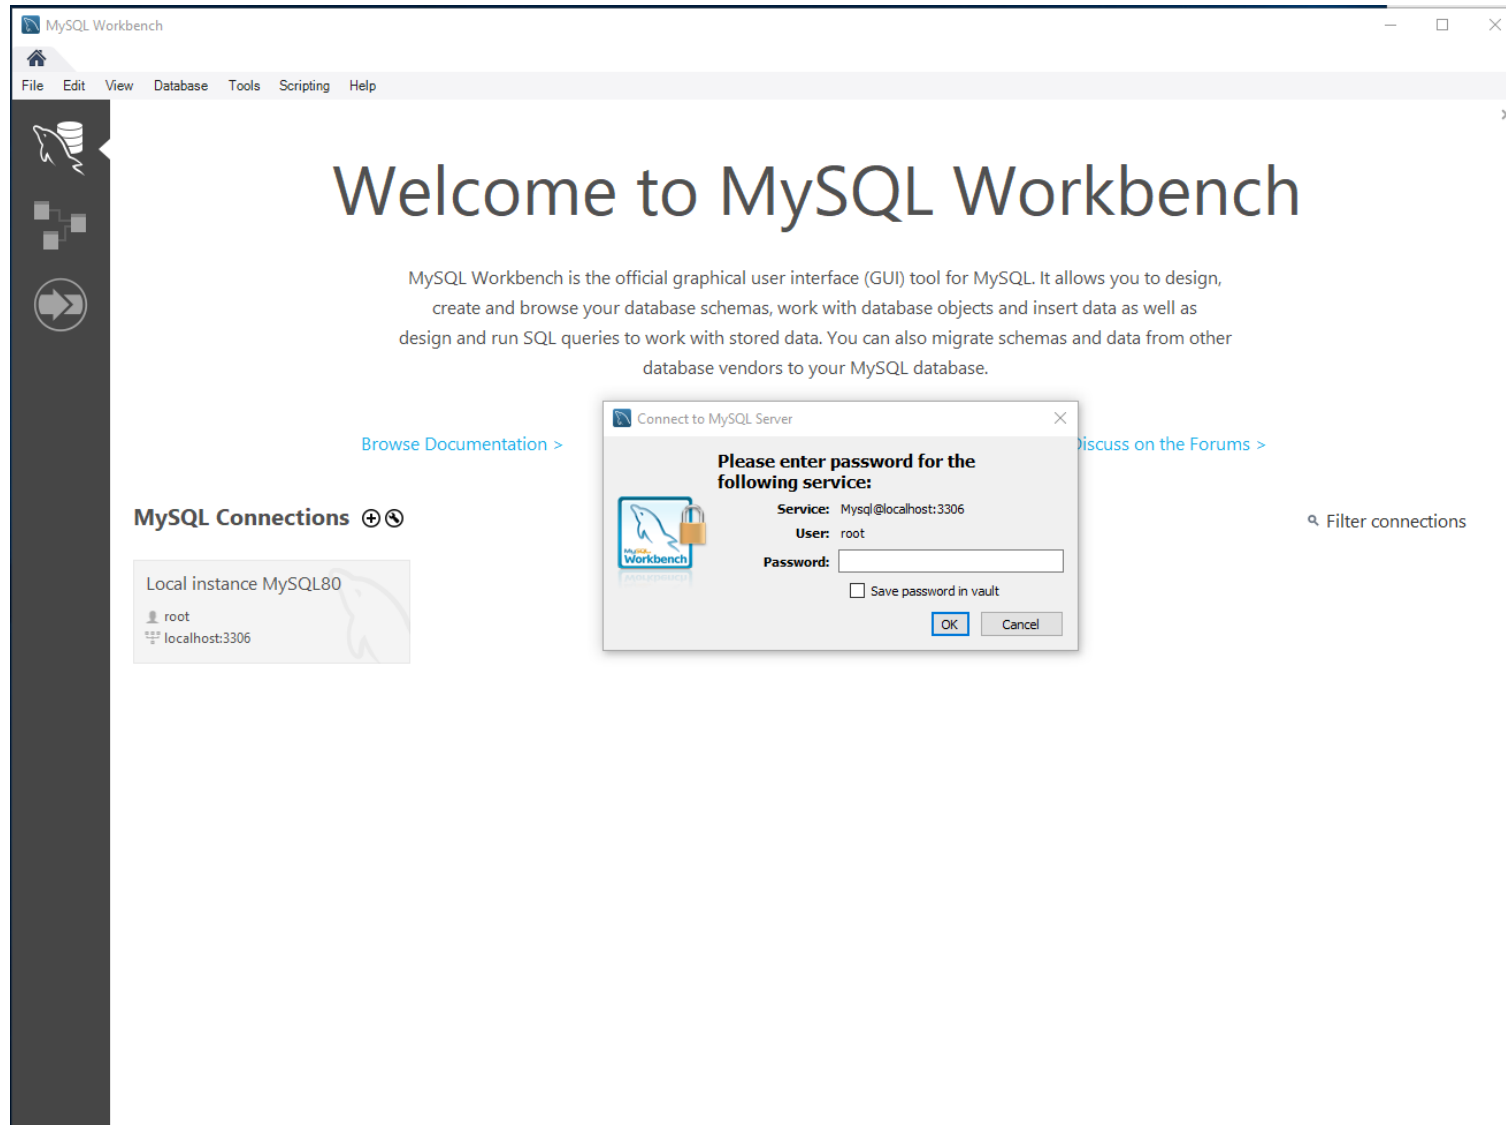 MySQL Workbench
File Edit View Database Tools Scripting Help
Welcome to MySQL Workbench
MySQL Workbench is the official graphical user interface (GUI) tool for MySQL. It allows you to design,
create and browse your database schemas, work with database objects and insert data as well as
design and run SQL queries to work with stored data. You can also migrate schemas and data from other
database vendors to your MySQL database.
Browse Documentation >
Discuss on the Forums >
MySQL Connections
Filter connections
Local instance MySQL80
root
localhost:3306
Connect to MySQL Server
Please enter password for the
following service:
Service: Mysql@localhost:3306
User: root
Password:
Save password in vault
OK Cancel
MySQL
Workbench